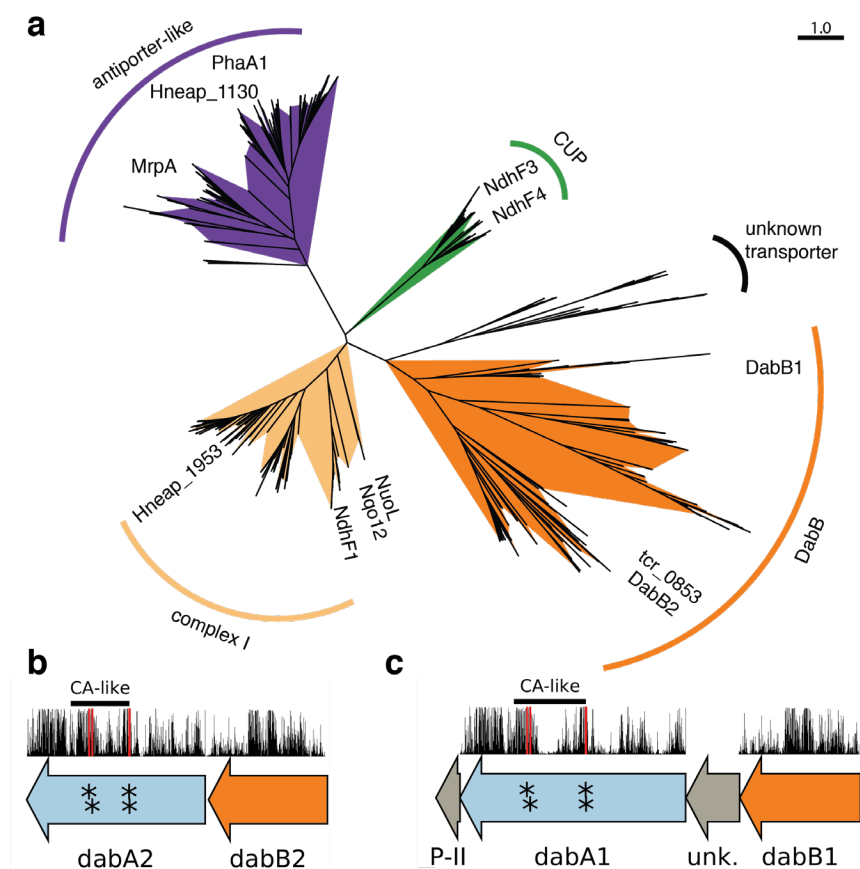 a
1.0
antiporter-like
PhaA1
Hneap_1130
MrpA
CUP
NdhF3
NdhF4
unknown
transporter
DabB1
DabB
tcr_0853
DabB2
Hneap_1953
NuoL
Nqo12
NdhF1
complex I
b
CA-like
**
**
dabA2
dabB2
c
CA-like
**
**
P-II
dabA1
unk.
dabB1